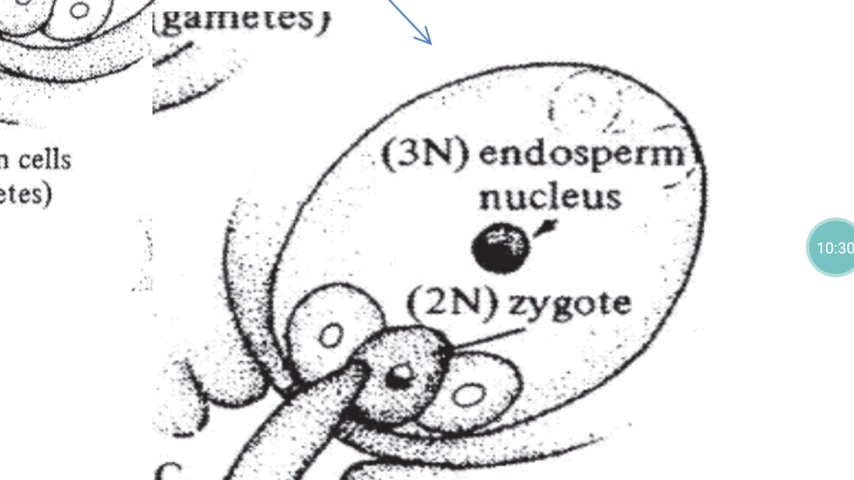 (gametes)
n cells
etes)
(3N) endosperm
nucleus
(2N) zygote
10:30